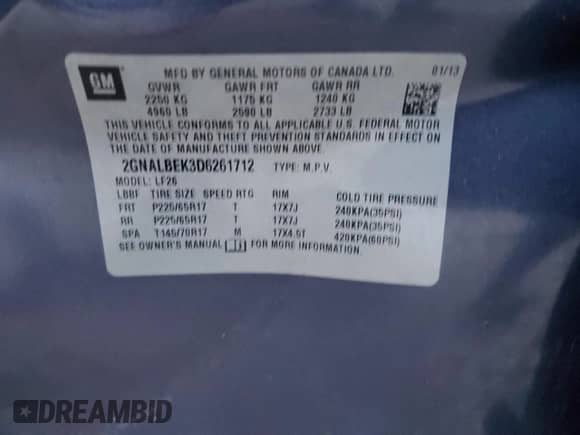 GM
MFD BY GENERAL MOTORS OF CANADA LTD. 01/13
GVWR GAWR FRT GAWR RR
2250 KG 1175 KG 1240 KG
4960 LB 2590 LB 2733 LB
THIS VEHICLE CONFORMS TO ALL APPLICABLE U.S. FEDERAL MOTOR
VEHICLE SAFETY AND THEFT PREVENTION STANDARDS IN EFFECT ON
THE DATE OF MANUFACTURE SHOWN ABOVE.
2GNALBEK3D6261712 TYPE: M.P.V.
MODEL: LF26
LBBF TIRE SIZE SPEED RTG RIM COLD TIRE PRESSURE
FRT P225/65R17 T 17X7J 240KPA(35PSI)
RR P225/65R17 T 17X7J 240KPA(35PSI)
SPA T145/70R17 M 17X4.5T 420KPA(60PSI)
SEE OWNER'S MANUAL FOR MORE INFORMATION.
DREAMBID